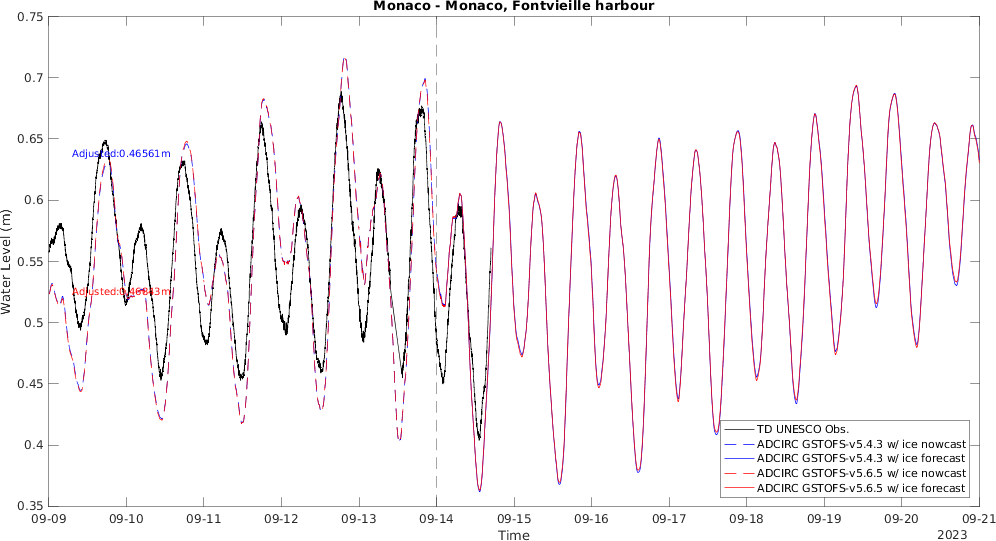 Monaco - Monaco, Fontvieille harbour
Water Level (m)
0.75
0.7
0.65
0.6
0.55
0.5
0.45
0.4
0.35
Adjusted:0.46561m
TD UNESCO Obs.
ADCIRC GSTOFS-v5.4.3 w/ ice nowcast
ADCIRC GSTOFS-v5.4.3 w/ ice forecast
ADCIRC GSTOFS-v5.6.5 w/ ice nowcast
ADCIRC GSTOFS-v5.6.5 w/ ice forecast
09-09 09-10 09-11 09-12 09-13 09-14 09-15 09-16 09-17 09-18 09-19 09-20 09-21
Time
2023